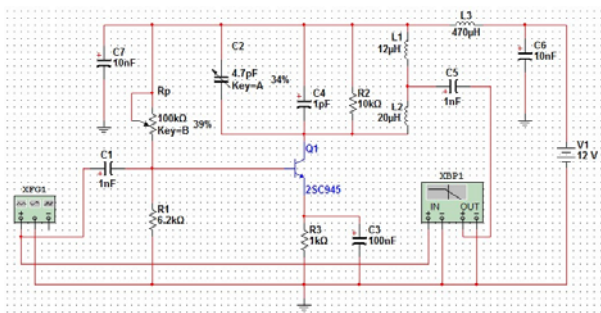 L3
470µH
C7
10nF
C2
4.7pF
Key=A
34%
L1
12µH
C6
10nF
Rp
100kΩ
Key=B
39%
C4
1pF
R2
10kΩ
C5
1nF
L2
20µH
Q1
2SC945
V1
12 V
C1
1nF
XFG1
XBP1
IN
OUT
R1
6.2kΩ
R3
1kΩ
C3
100nF